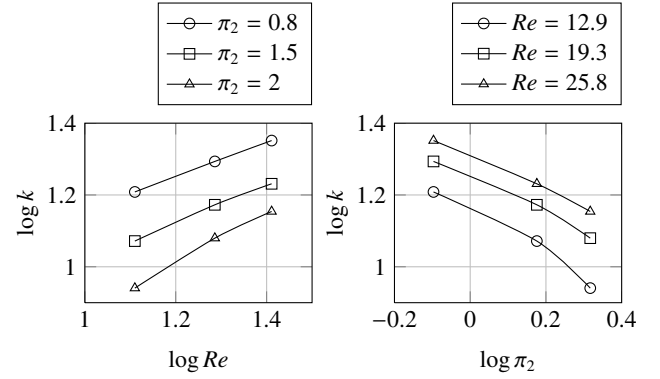 π₂ = 0.8
π₂ = 1.5
π₂ = 2
1.4
1.2
1
1
1.2
1.4
log k
log Re
Re = 12.9
Re = 19.3
Re = 25.8
1.4
1.2
1
−0.2
0
0.2
0.4
log k
log π₂